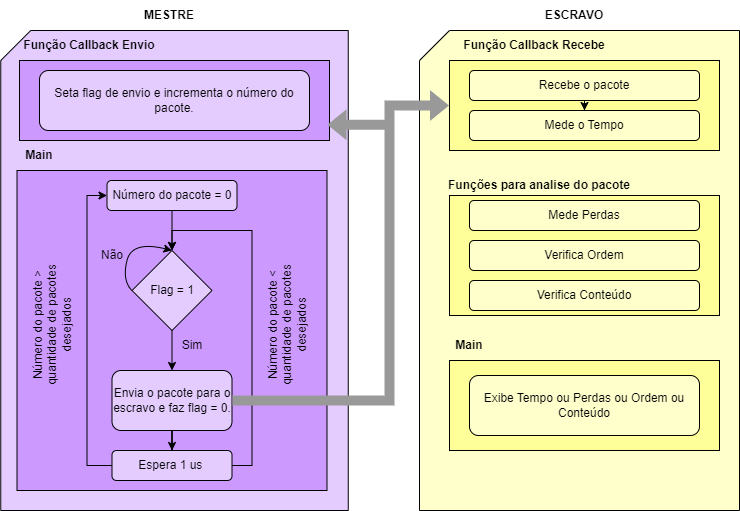 MESTRE
Função Callback Envio
Seta flag de envio e incrementa o número do
pacote.
Main
Número do pacote = 0
Não
Flag = 1
Sim
Número do pacote >
quantidade de pacotes
desejados
Número do pacote <
quantidade de pacotes
desejados
Envia o pacote para o
escravo e faz flag = 0.
Espera 1 us
ESCRAVO
Função Callback Recebe
Recebe o pacote
Mede o Tempo
Funções para analise do pacote
Mede Perdas
Verifica Ordem
Verifica Conteúdo
Main
Exibe Tempo ou Perdas ou Ordem ou
Conteúdo